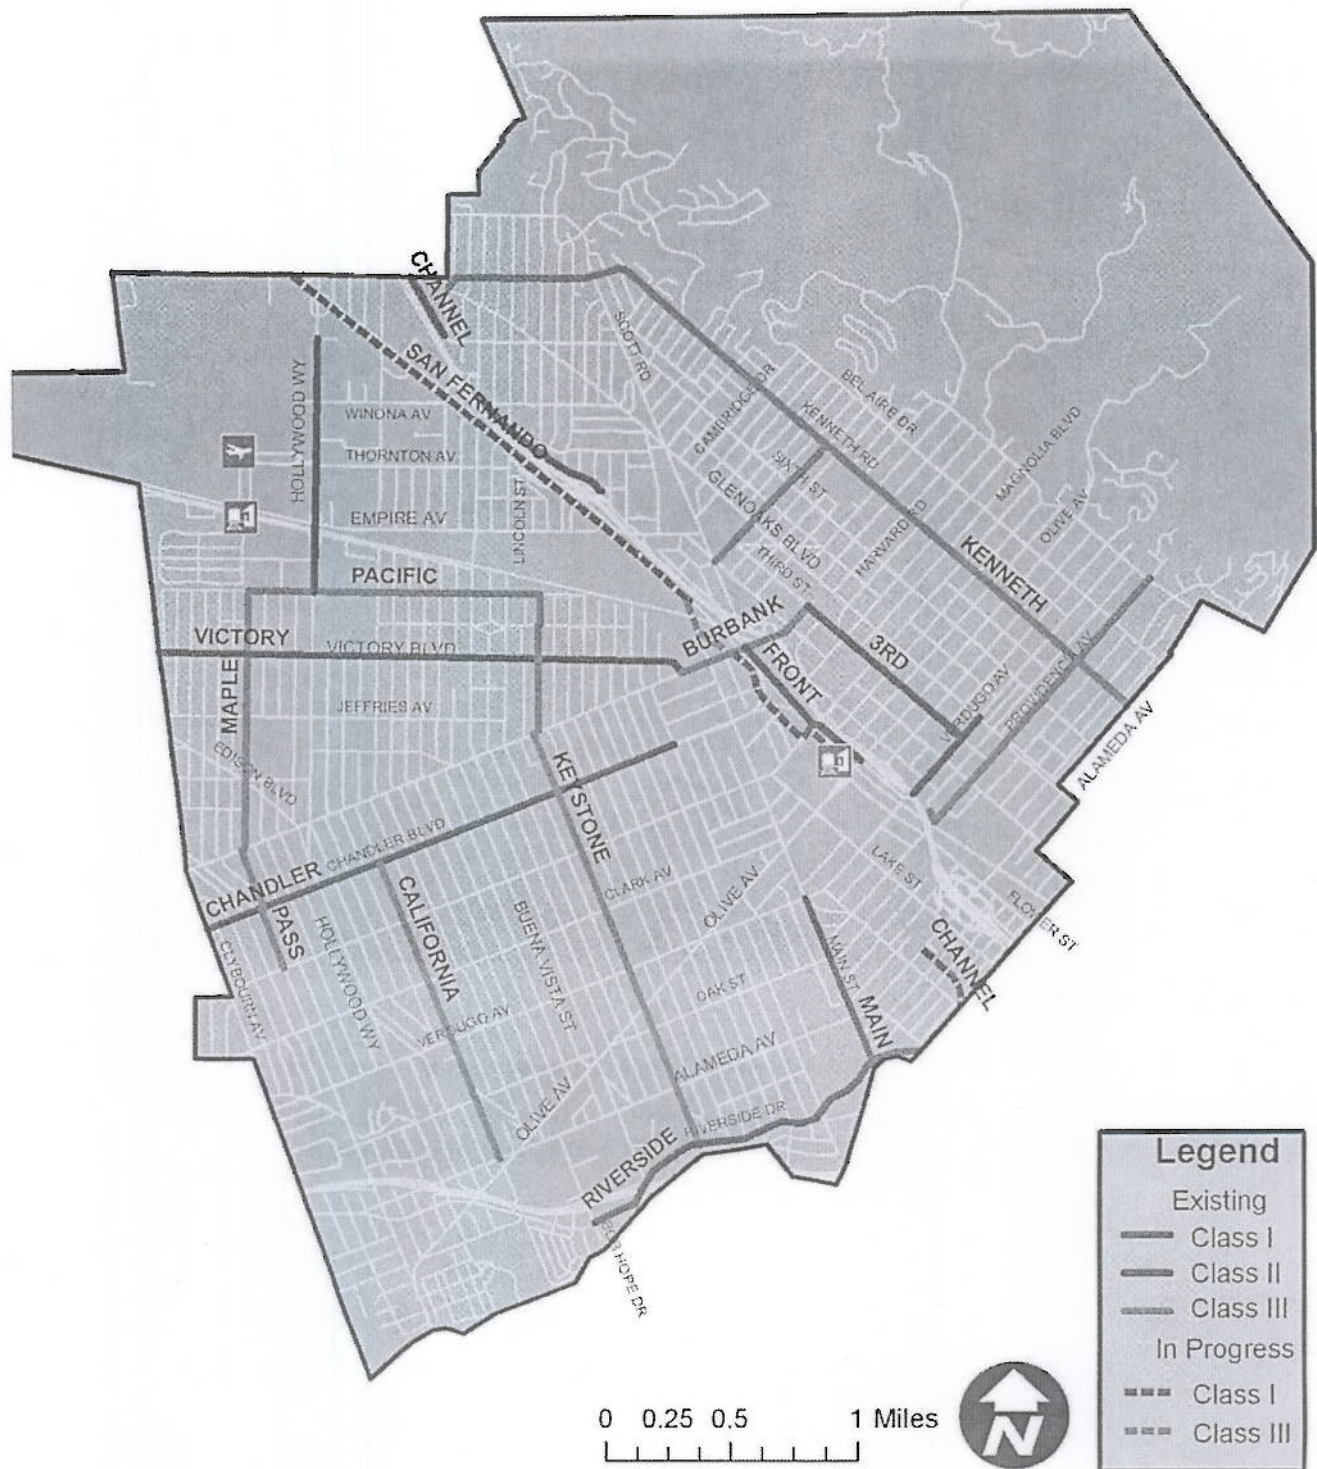 CHANNEL
SAN FERNANDO
SCOTT RD
HOLLYWOOD WY
WINONA AV
THORNTON AV
EMPIRE AV
LINCOLN ST
PACIFIC
CAMBRIDGE DR
BEL AIRE DR
KENNETH RD
SIXTH ST
GLENOAKS BLVD
THIRD ST
HARVARD RD
MAGNOLIA BLVD
OLIVE AV
KENNETH
VICTORY
VICTORY BLVD
BURBANK
FRONT
3RD
VERDUGO AV
PROVIDENCIA AV
ALAMEDA AV
MAPLE
JEFFRIES AV
EDISON BLVD
KEYSTONE
CHANDLER
CHANDLER BLVD
PASS
CALIFORNIA
CLARK AV
OLIVE AV
LAKE ST
FLOWER ST
CHANNEL
CLYBOURN AV
HOLLYWOOD WY
BUENA VISTA ST
VERDUGO AV
OAK ST
MAIN ST
MAIN
ALAMEDA AV
OLIVE AV
RIVERSIDE
RIVERSIDE DR
BOB HOPE DR
Legend
Existing
Class I
Class II
Class III
In Progress
Class I
Class III
0 0.25 0.5 1 Miles
N